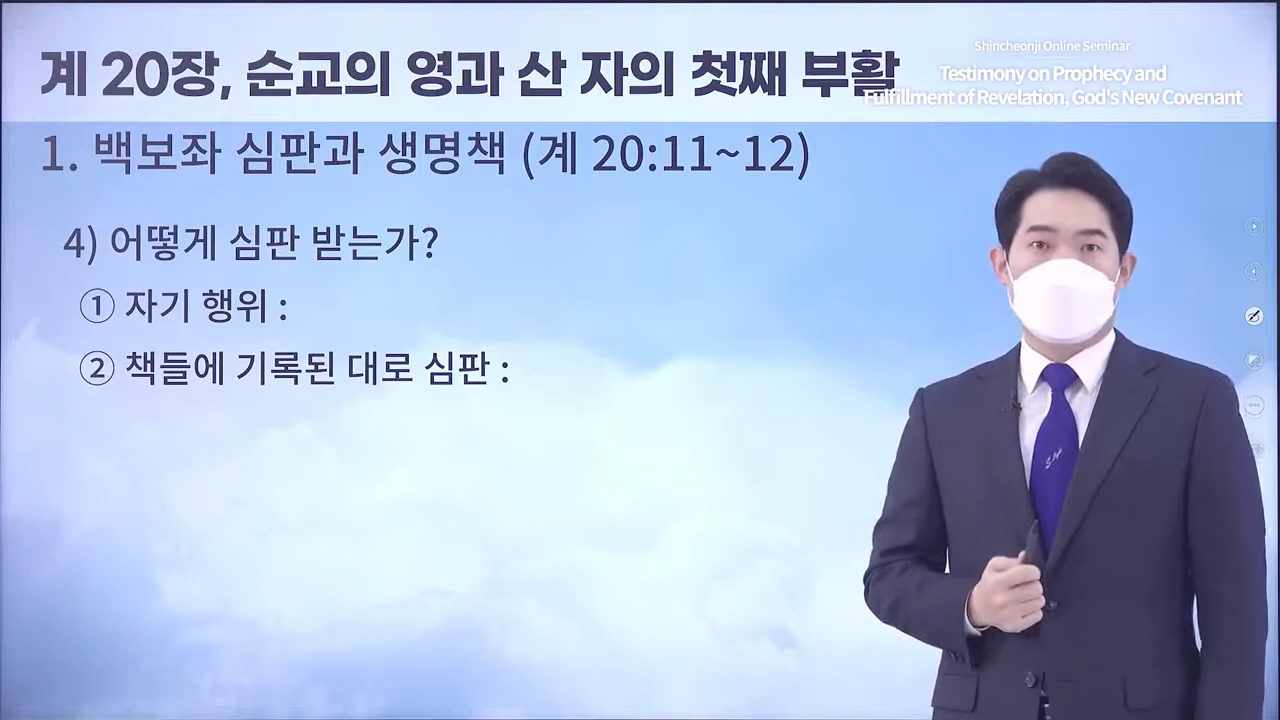 계 20장, 순교의 영과 산 자의 첫째 부활
Shincheonji Online Seminar
Testimony on Prophecy and
Fulfillment of Revelation, God's New Covenant
1. 백보좌 심판과 생명책 (계 20:11~12)
4) 어떻게 심판 받는가?
① 자기 행위 :
② 책들에 기록된 대로 심판 :